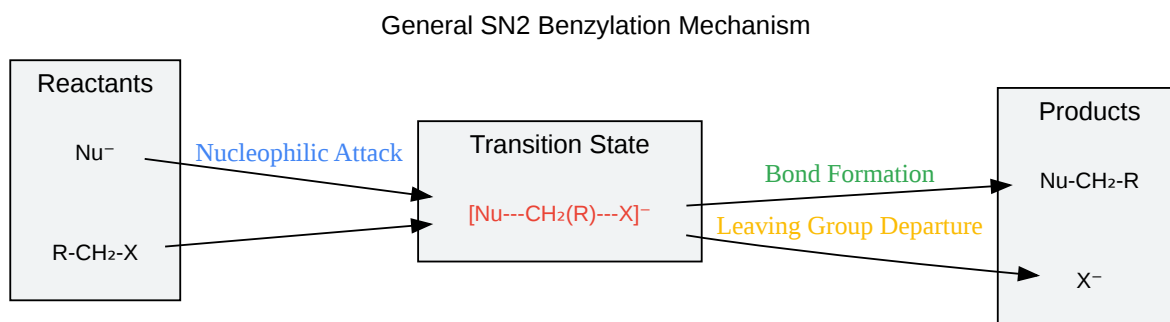 General SN2 Benzylation Mechanism
Reactants
Nu⁻
R-CH₂-X
Nucleophilic Attack
Transition State
[Nu---CH₂(R)---X]⁻
Bond Formation
Leaving Group Departure
Products
Nu-CH₂-R
X⁻